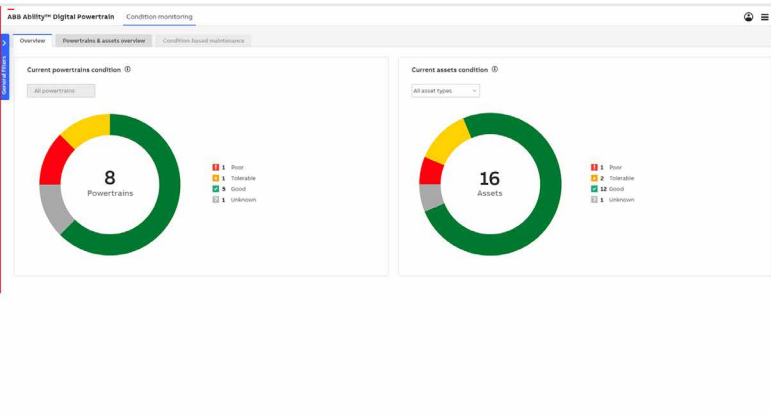 ABB Ability™ Digital Powertrain Condition monitoring
Overview Powertrains & assets overview Condition-based maintenance
General filters
Current powertrains condition
All powertrains
8
Powertrains
1 Poor
1 Tolerable
5 Good
1 Unknown
Current assets condition
All asset types
16
Assets
1 Poor
2 Tolerable
12 Good
1 Unknown